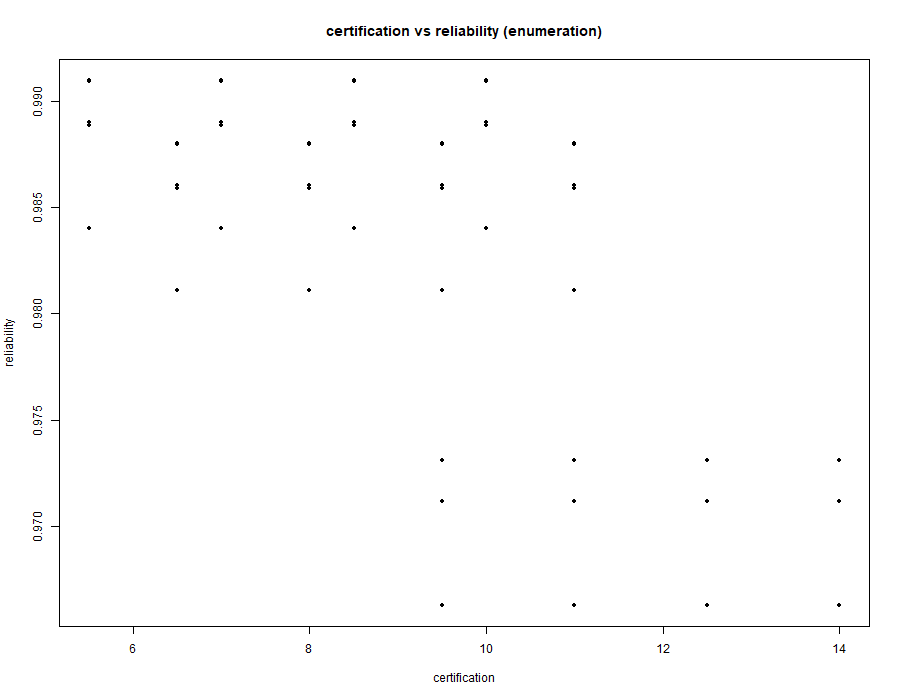 certification vs reliability (enumeration)
reliability
0.990
0.985
0.980
0.975
0.970
6 8 10 12 14
certification